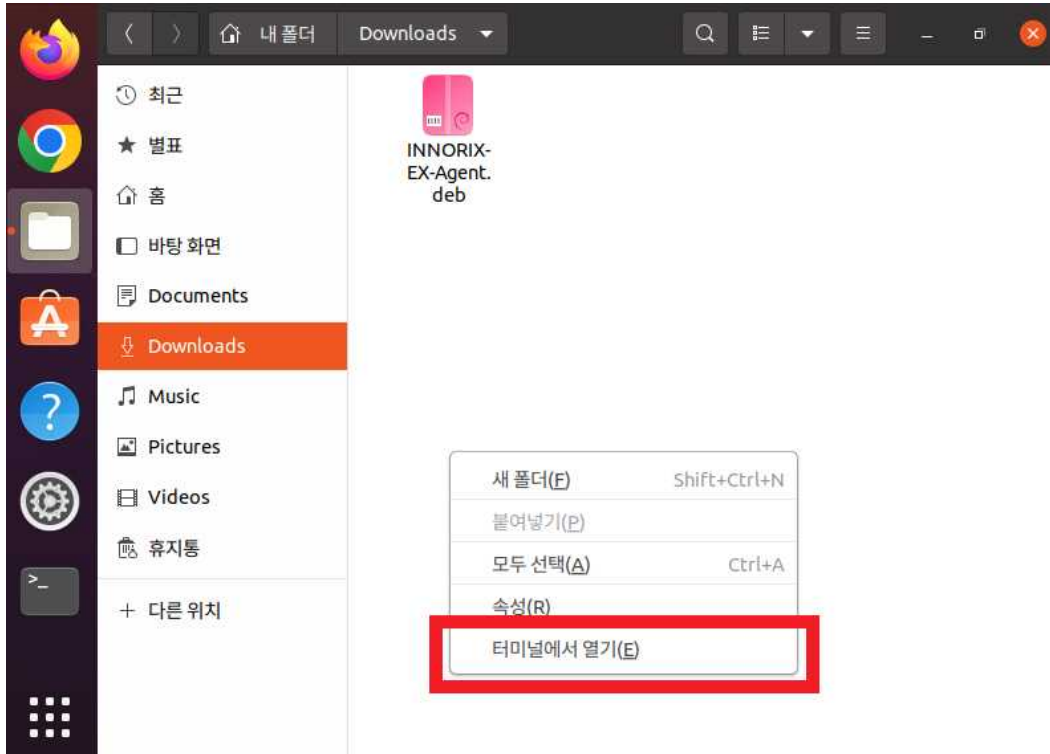 내 폴더 Downloads
최근
별표
홈
바탕 화면
Documents
Downloads
Music
Pictures
Videos
휴지통
+ 다른 위치
INNORIX-
EX-Agent.
deb
새 폴더(F) Shift+Ctrl+N
붙여넣기(P)
모두 선택(A) Ctrl+A
속성(R)
터미널에서 열기(E)